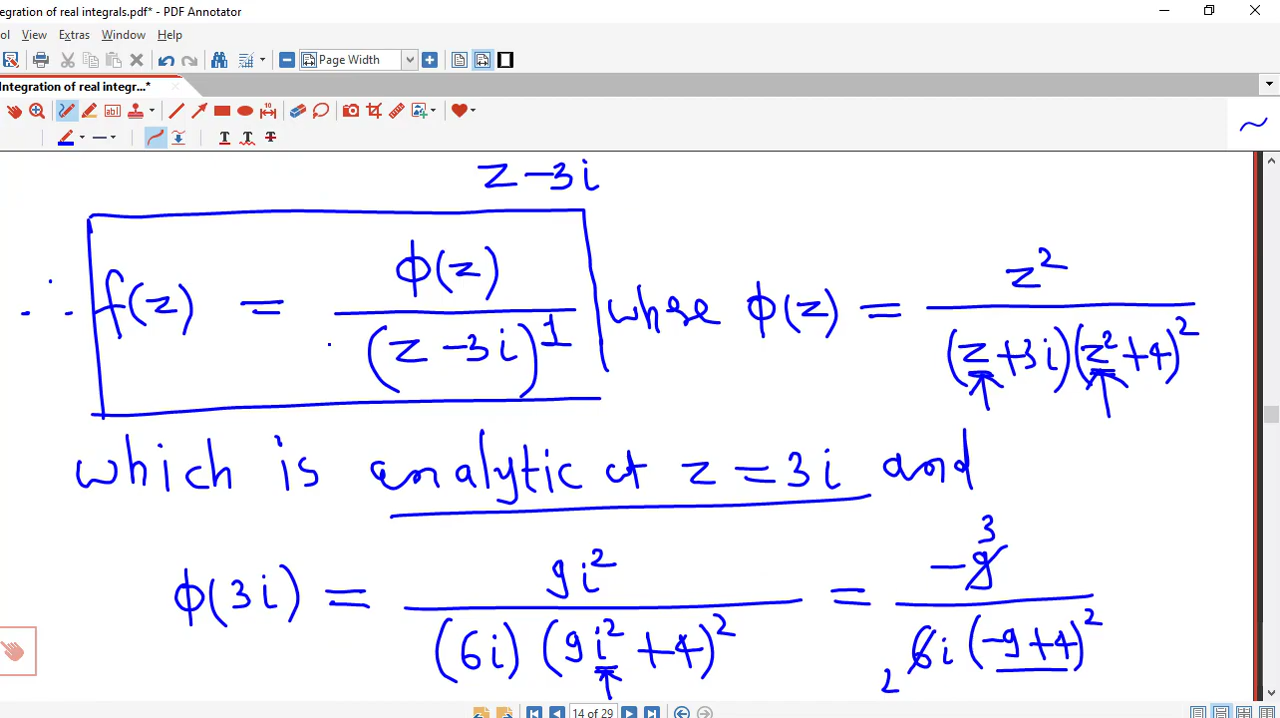 egration of real integrals.pdf* - PDF Annotator
ol View Extras Window Help
Page Width
Integration of real integr...*
z - 3i
∴ f(z) = ϕ(z) / (z - 3i)^1 where ϕ(z) = z^2 / (z + 3i)(z^2 + 4)^2
which is analytic at z = 3i and
ϕ(3i) = 9i^2 / (6i) (9i^2 + 4)^2 = -9 3 / 6i (-9 + 4)^2
2
14 of 29